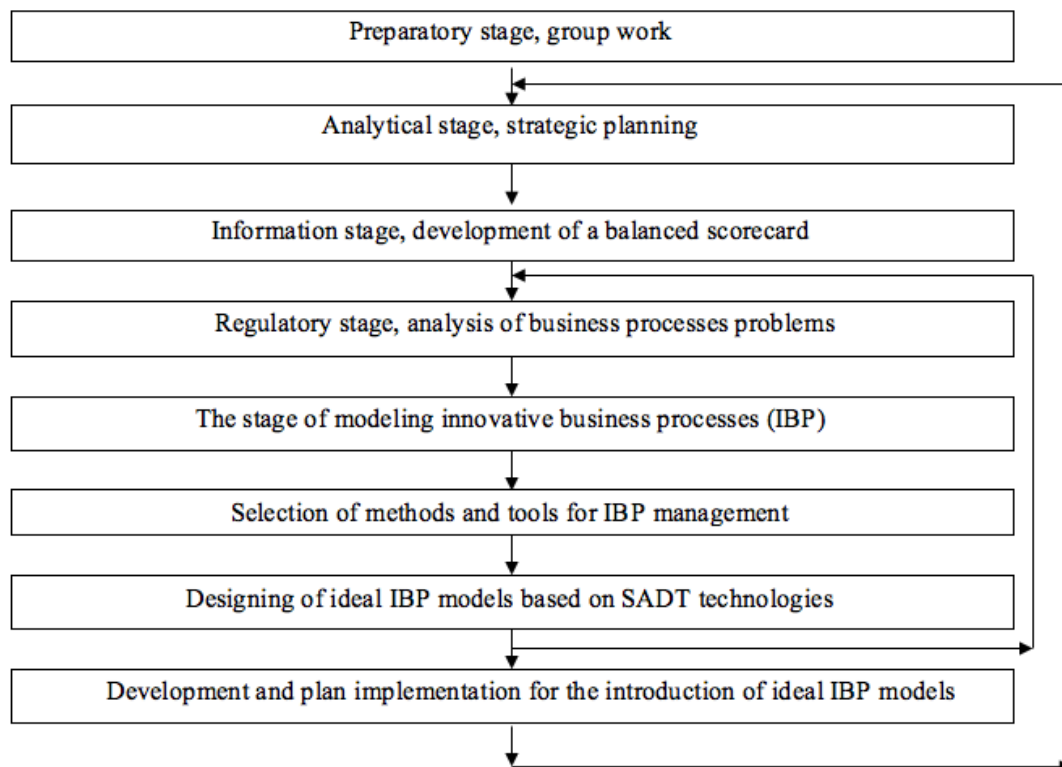 Preparatory stage, group work
Analytical stage, strategic planning
Information stage, development of a balanced scorecard
Regulatory stage, analysis of business processes problems
The stage of modeling innovative business processes (IBP)
Selection of methods and tools for IBP management
Designing of ideal IBP models based on SADT technologies
Development and plan implementation for the introduction of ideal IBP models